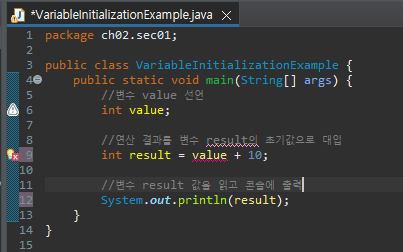 *VariableInitializationExample.java
1 package ch02.sec01;
2
3 public class VariableInitializationExample {
4 public static void main(String[] args) {
5 //변수 value 선언
6 int value;
7
8 //연산 결과를 변수 result의 초기값으로 대입
9 int result = value + 10;
10
11 //변수 result 값을 읽고 콘솔에 출력
12 System.out.println(result);
13 }
14 }
15